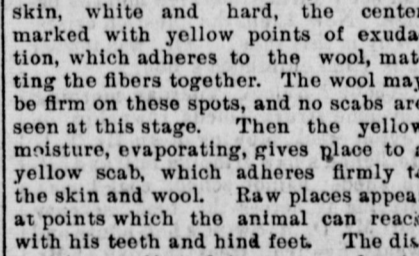 skin, white and hard, the center
marked with yellow points of exuda
tion, which adheres to the wool, mat
ting the fibers together. The wool may
be firm on these spots, and no scabs are
seen at this stage. Then the yellow
moisture, evaporating, gives place to a
yellow scab, which adheres firmly t
the skin and wool. Raw places appea
at points which the animal can reac
with his teeth and hind feet. The dis